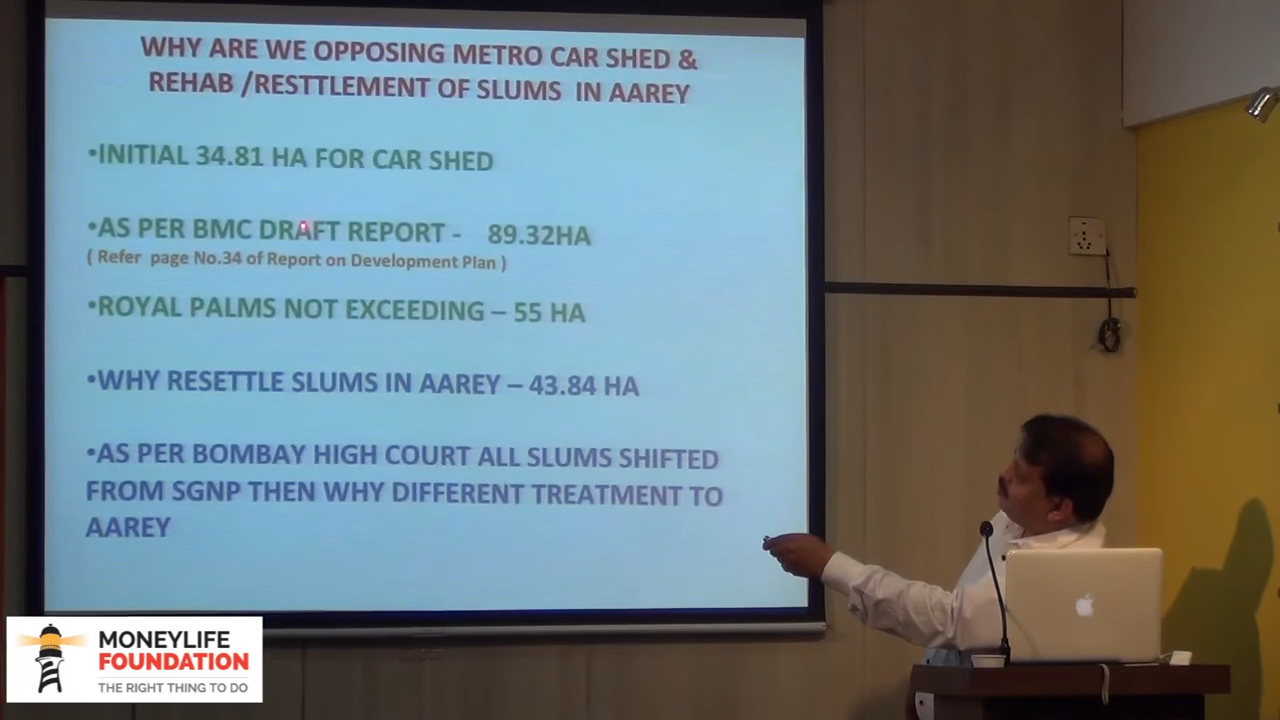 WHY ARE WE OPPOSING METRO CAR SHED &
REHAB /RESTTLEMENT OF SLUMS IN AAREY
•INITIAL 34.81 HA FOR CAR SHED
•AS PER BMC DRAFT REPORT - 89.32HA
( Refer page No.34 of Report on Development Plan )
•ROYAL PALMS NOT EXCEEDING – 55 HA
•WHY RESETTLE SLUMS IN AAREY – 43.84 HA
•AS PER BOMBAY HIGH COURT ALL SLUMS SHIFTED
FROM SGNP THEN WHY DIFFERENT TREATMENT TO
AAREY
MONEYLIFE
FOUNDATION
THE RIGHT THING TO DO